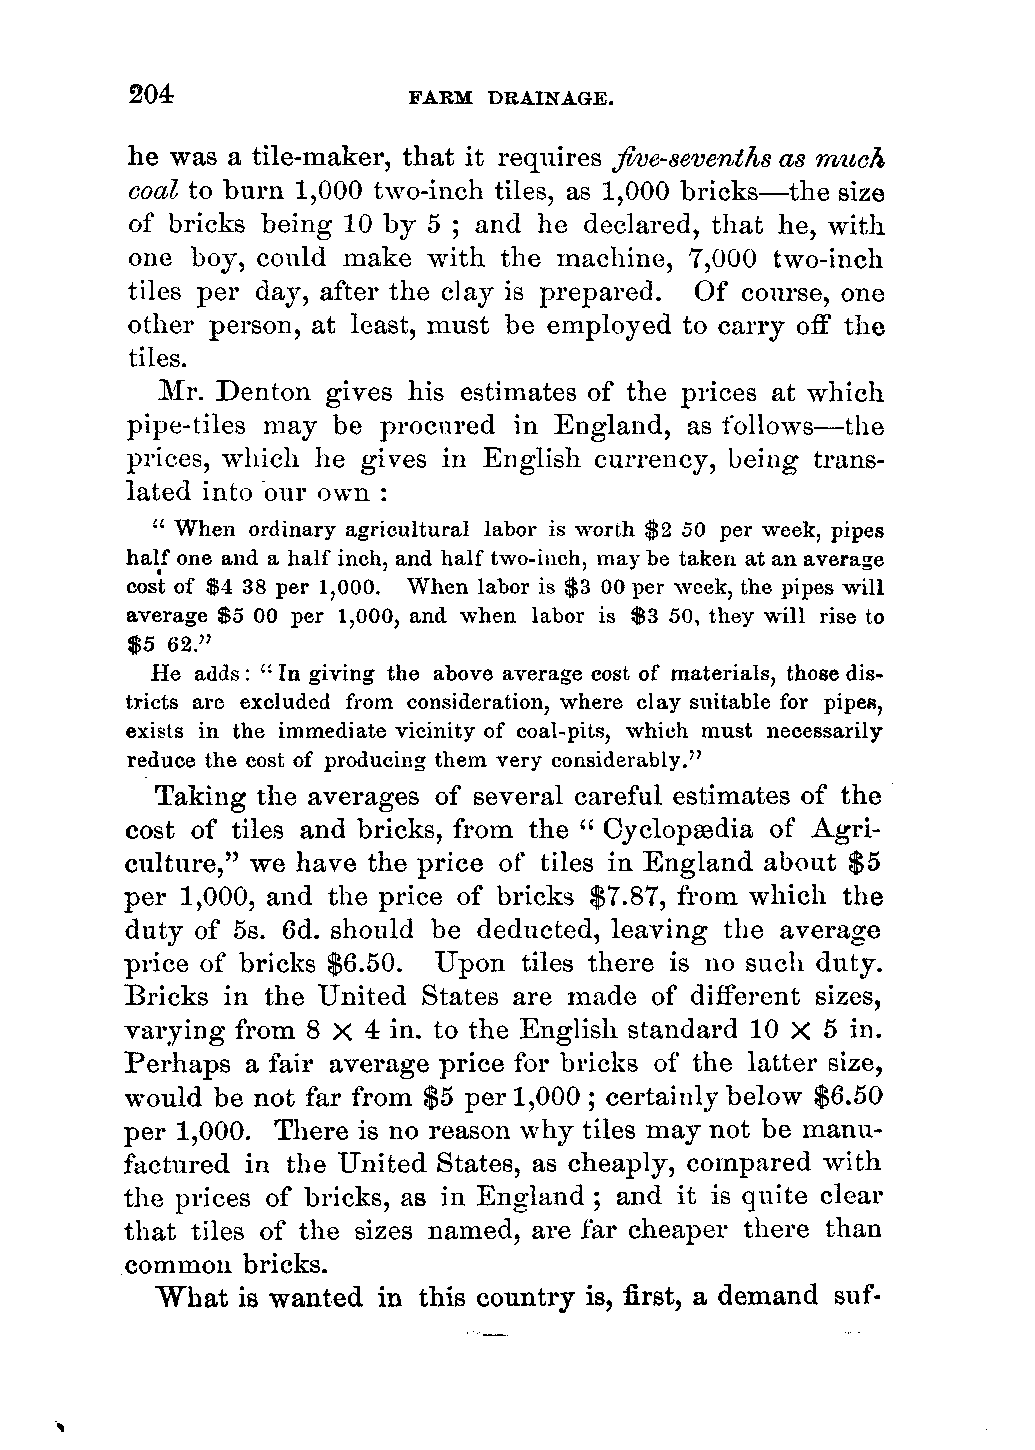 204 FARM DRAINAGE.
he was a tile-maker, that it requires five-sevenths as much
coal to burn 1,000 two-inch tiles, as 1,000 bricks—the size
of bricks being 10 by 5 ; and he declared, that he, with
one boy, could make with the machine, 7,000 two-inch
tiles per day, after the clay is prepared. Of course, one
other person, at least, must be employed to carry off the
tiles.
Mr. Denton gives his estimates of the prices at which
pipe-tiles may be procured in England, as follows—the
prices, which he gives in English currency, being trans-
lated into our own :
“ When ordinary agricultural labor is worth $2 50 per week, pipes
half one and a half inch, and half two-inch, may be taken at an average
cost of $4 38 per 1,000. When labor is $3 00 per week, the pipes will
average $5 00 per 1,000, and when labor is $3 50, they will rise to
$5 62.”
He adds: “ In giving the above average cost of materials, those dis-
tricts are excluded from consideration, where clay suitable for pipes,
exists in the immediate vicinity of coal-pits, which must necessarily
reduce the cost of producing them very considerably.”
Taking the averages of several careful estimates of the
cost of tiles and bricks, from the “ Cyclopædia of Agri-
culture,” we have the price of tiles in England about $5
per 1,000, and the price of bricks $7.87, from which the
duty of 5s. 6d. should be deducted, leaving the average
price of bricks $6.50. Upon tiles there is no such duty.
Bricks in the United States are made of different sizes,
varying from 8 × 4 in. to the English standard 10 × 5 in.
Perhaps a fair average price for bricks of the latter size,
would be not far from $5 per 1,000 ; certainly below $6.50
per 1,000. There is no reason why tiles may not be manu-
factured in the United States, as cheaply, compared with
the prices of bricks, as in England ; and it is quite clear
that tiles of the sizes named, are far cheaper there than
common bricks.
What is wanted in this country is, first, a demand suf-